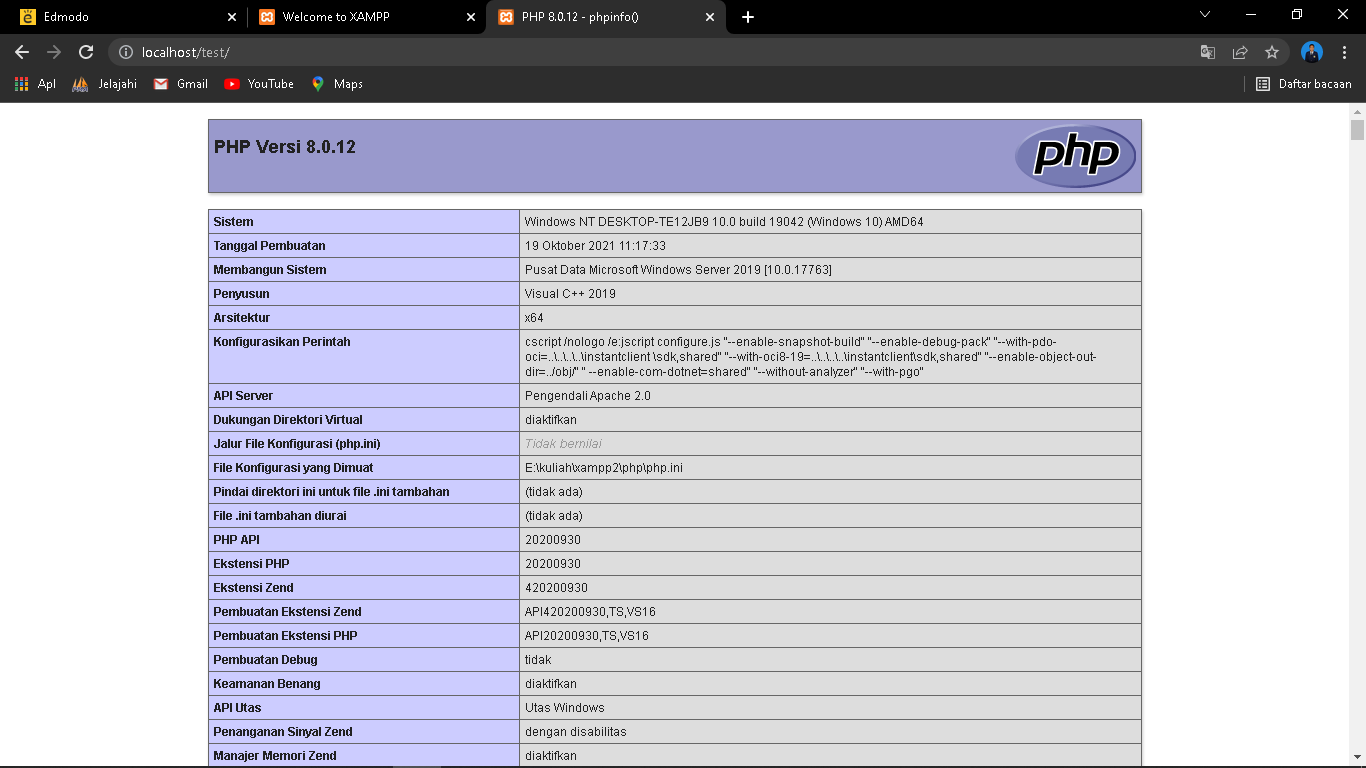 Edmodo
Welcome to XAMPP
PHP 8.0.12 - phpinfo()
localhost/test/
Apl
Jelajahi
Gmail
YouTube
Maps
Daftar bacaan
PHP Versi 8.0.12
php
Sistem Windows NT DESKTOP-TE12JB9 10.0 build 19042 (Windows 10) AMD64
Tanggal Pembuatan 19 Oktober 2021 11:17:33
Membangun Sistem Pusat Data Microsoft Windows Server 2019 [10.0.17763]
Penyusun Visual C++ 2019
Arsitektur x64
Konfigurasikan Perintah cscript /nologo /e:jscript configure.js "--enable-snapshot-build" "--enable-debug-pack" "--with-pdo-
oci=..\..\..\..\instantclient \sdk,shared" "--with-oci8-19=..\..\..\..\instantclient\sdk,shared" "--enable-object-out-
dir=../obj/" " --enable-com-dotnet=shared" "--without-analyzer" "--with-pgo"
API Server Pengendali Apache 2.0
Dukungan Direktori Virtual diaktifkan
Jalur File Konfigurasi (php.ini) Tidak bernilai
File Konfigurasi yang Dimuat E:\kuliah\xampp2\php\php.ini
Pindai direktori ini untuk file .ini tambahan (tidak ada)
File .ini tambahan diurai (tidak ada)
PHP API 20200930
Ekstensi PHP 20200930
Ekstensi Zend 420200930
Pembuatan Ekstensi Zend API420200930,TS,VS16
Pembuatan Ekstensi PHP API20200930,TS,VS16
Pembuatan Debug tidak
Keamanan Benang diaktifkan
API Utas Utas Windows
Penanganan Sinyal Zend dengan disabilitas
Manajer Memori Zend diaktifkan